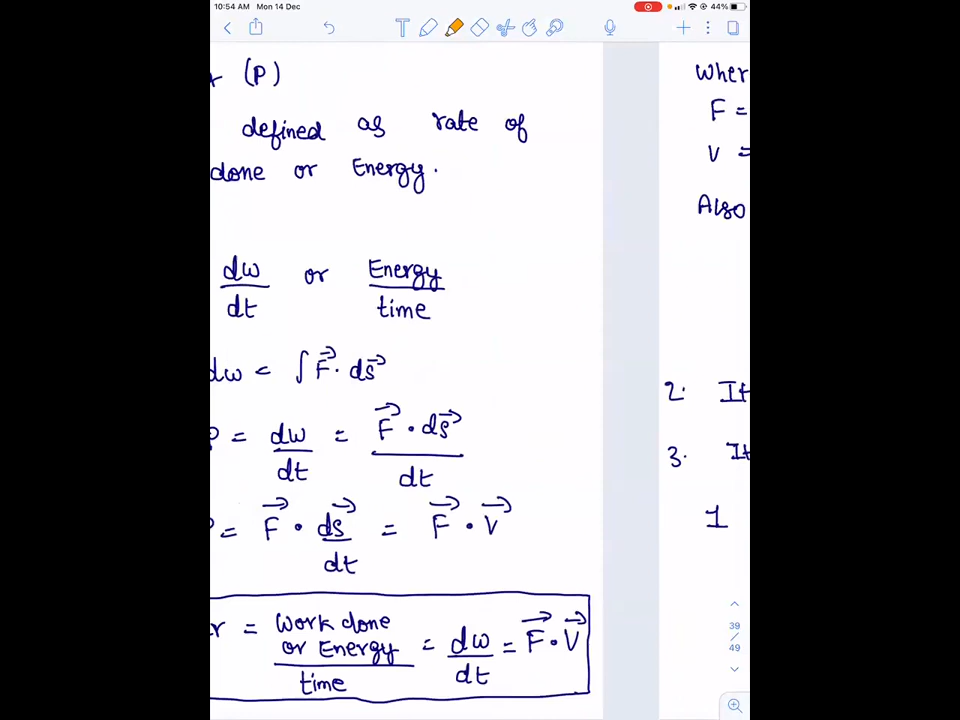 10:54 AM Mon 14 Dec
44%
(P)
defined as rate of
done or Energy.
dw/dt or Energy/time
dw = ∫F⃗ · ds⃗
P = dw/dt = F⃗ · ds⃗/dt
P = F⃗ · ds⃗/dt = F⃗ · V⃗
r = Work done or Energy/time = dw/dt = F⃗ · V⃗
Wher
F =
V =
Also
2. It
3. It
1
39
/
49